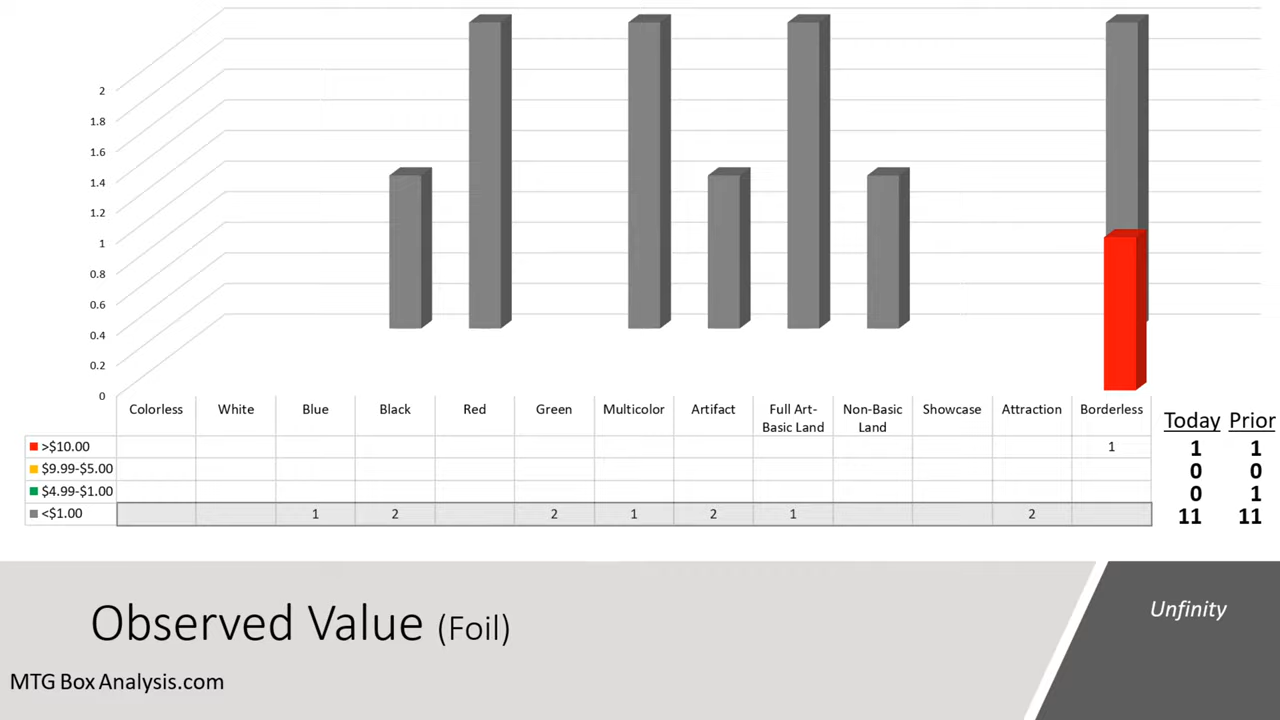 2
1.8
1.6
1.4
1.2
1
0.8
0.6
0.4
0.2
0
Colorless White Blue Black Red Green Multicolor Artifact Full Art-Basic Land Non-Basic Land Showcase Attraction Borderless
Today Prior
>$10.00 1 1 1
$9.99-$5.00 0 0
$4.99-$1.00 0 1
<$1.00 1 2 2 1 2 1 2 11 11
Observed Value (Foil)
Unfinity
MTG Box Analysis.com